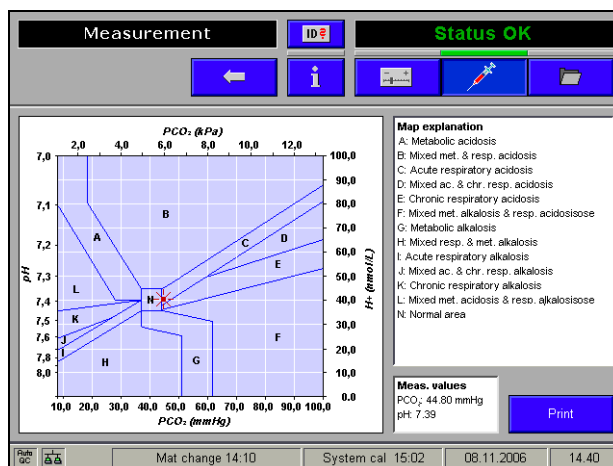 Measurement
ID
Status OK
i
PCO₂ (kPa)
2,0 4,0 6,0 8,0 11,0
7,0 100,0
90,0
7,1 80,0
B
70,0
7,2 A C D 60,0
E
7,3 50,0
L
pH 7,4 N 40,0 H+ (nmol/L)
K
7,5 30,0
7,6 J F
I 20,0
7,8 H G
8,0 10,0
0.0
10,0 20,0 30,0 40,0 50,0 60,0 70,0 80,0 90,0 100,0
PCO₂ (mmHg)
Map explanation
A: Metabolic acidosis
B: Mixed met. & resp. acidosis
C: Acute respiratory acidosis
D: Mixed ac. & chr. resp. acidosis
E: Chronic respiratory acidosis
F: Mixed met. alkalosis & resp. acidosisose
G: Metabolic alkalosis
H: Mixed resp. & met. alkalosis
I: Acute respiratory alkalosis
J: Mixed ac. & chr. resp. alkalosis
K: Chronic respiratory alkalosis
L: Mixed met. acidosis & resp. alkalosisose
N: Normal area
Meas. values
PCO₂: 44.80 mmHg
pH: 7.39
Print
Auto QC
Mat change 14:10
System cal 15:02
08.11.2006
14.40